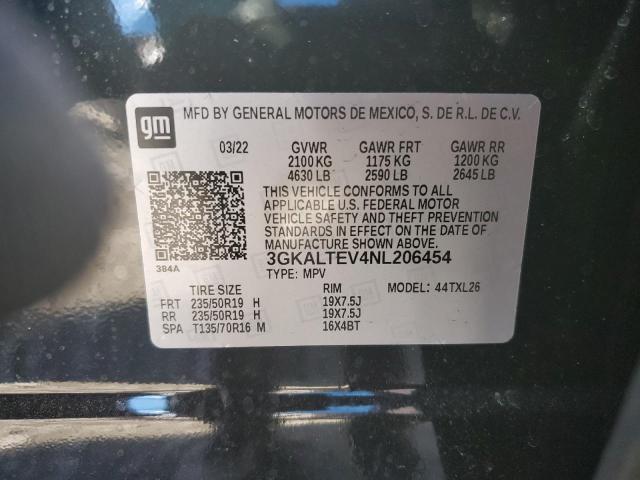 gm
MFD BY GENERAL MOTORS DE MEXICO, S. DE R.L. DE C.V.
03/22 GVWR GAWR FRT GAWR RR
2100 KG 1175 KG 1200 KG
4630 LB 2590 LB 2645 LB
THIS VEHICLE CONFORMS TO ALL
APPLICABLE U.S. FEDERAL MOTOR
VEHICLE SAFETY AND THEFT PREVENTION
STANDARDS IN EFFECT ON THE DATE OF
MANUFACTURE SHOWN ABOVE.
3GKALTEV4NL206454
384A
TYPE: MPV
TIRE SIZE RIM MODEL: 44TXL26
FRT 235/50R19 H 19X7.5J
RR 235/50R19 H 19X7.5J
SPA T135/70R16 M 16X4BT